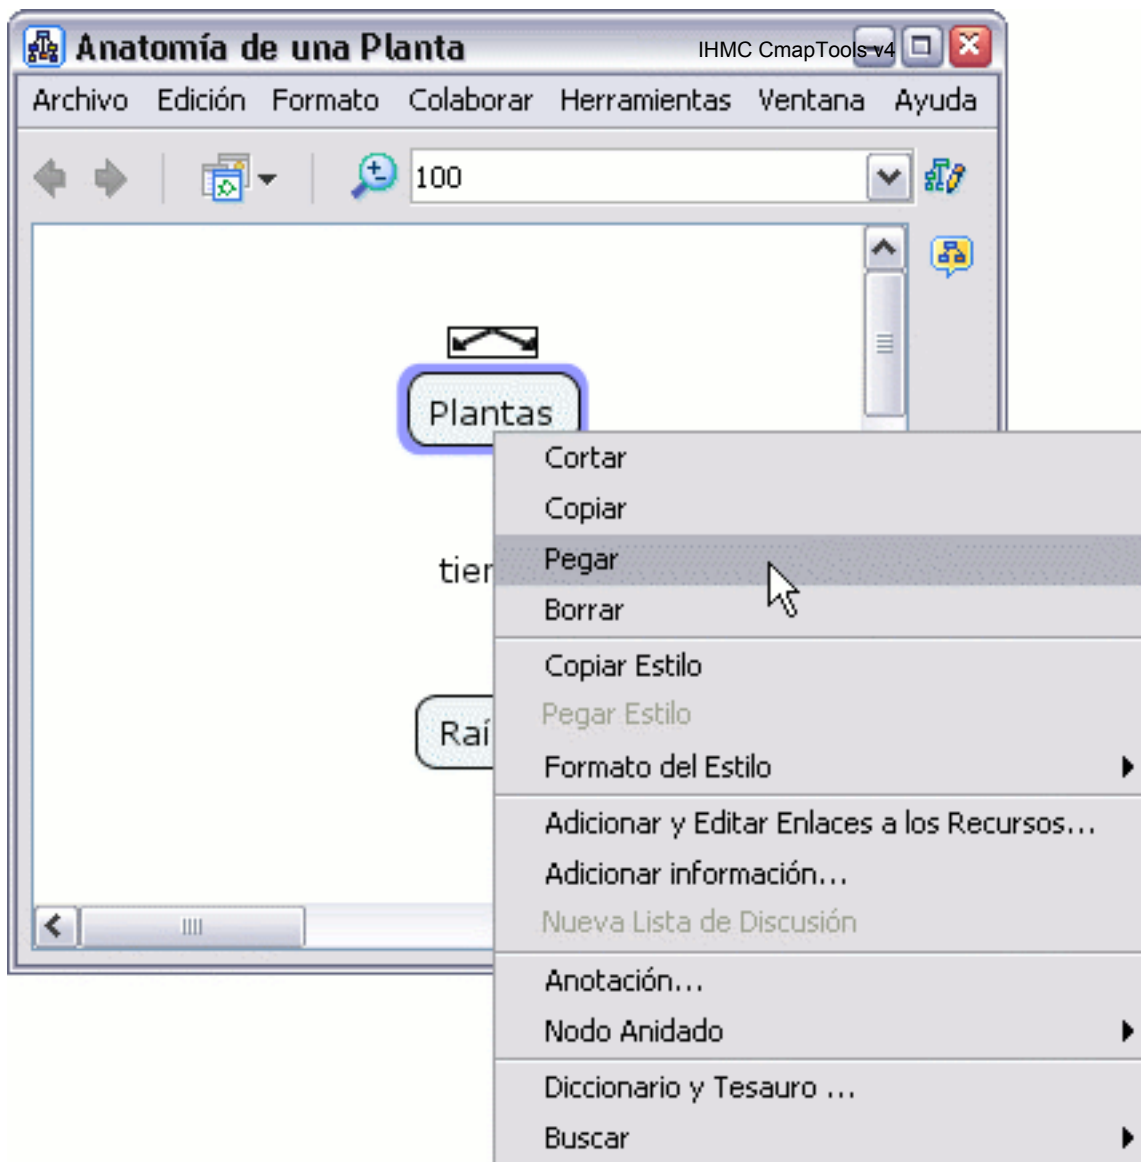 Anatomía de una Planta
IHMC CmapTools v4
Archivo Edición Formato Colaborar Herramientas Ventana Ayuda
100
Plantas
tien
Raí
Cortar
Copiar
Pegar
Borrar
Copiar Estilo
Pegar Estilo
Formato del Estilo
Adicionar y Editar Enlaces a los Recursos...
Adicionar información...
Nueva Lista de Discusión
Anotación...
Nodo Anidado
Diccionario y Tesauro ...
Buscar